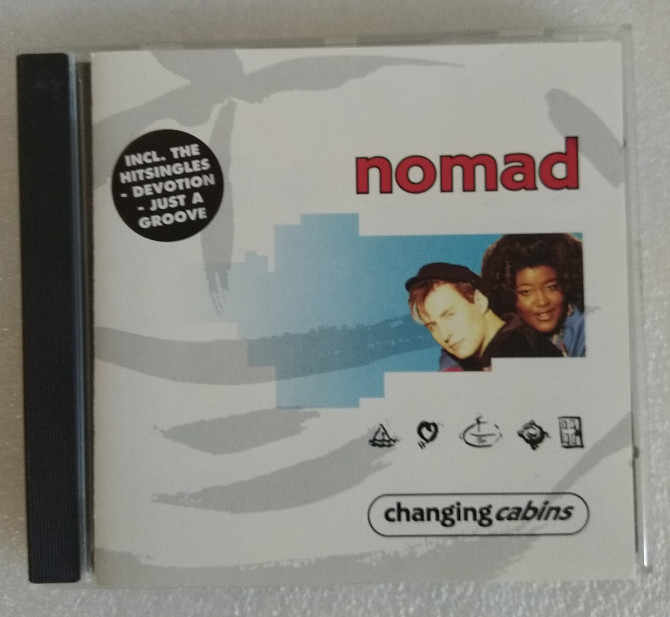 INCL. THE
HITSINGLES
- DEVOTION
- JUST A
GROOVE
nomad
changing cabins